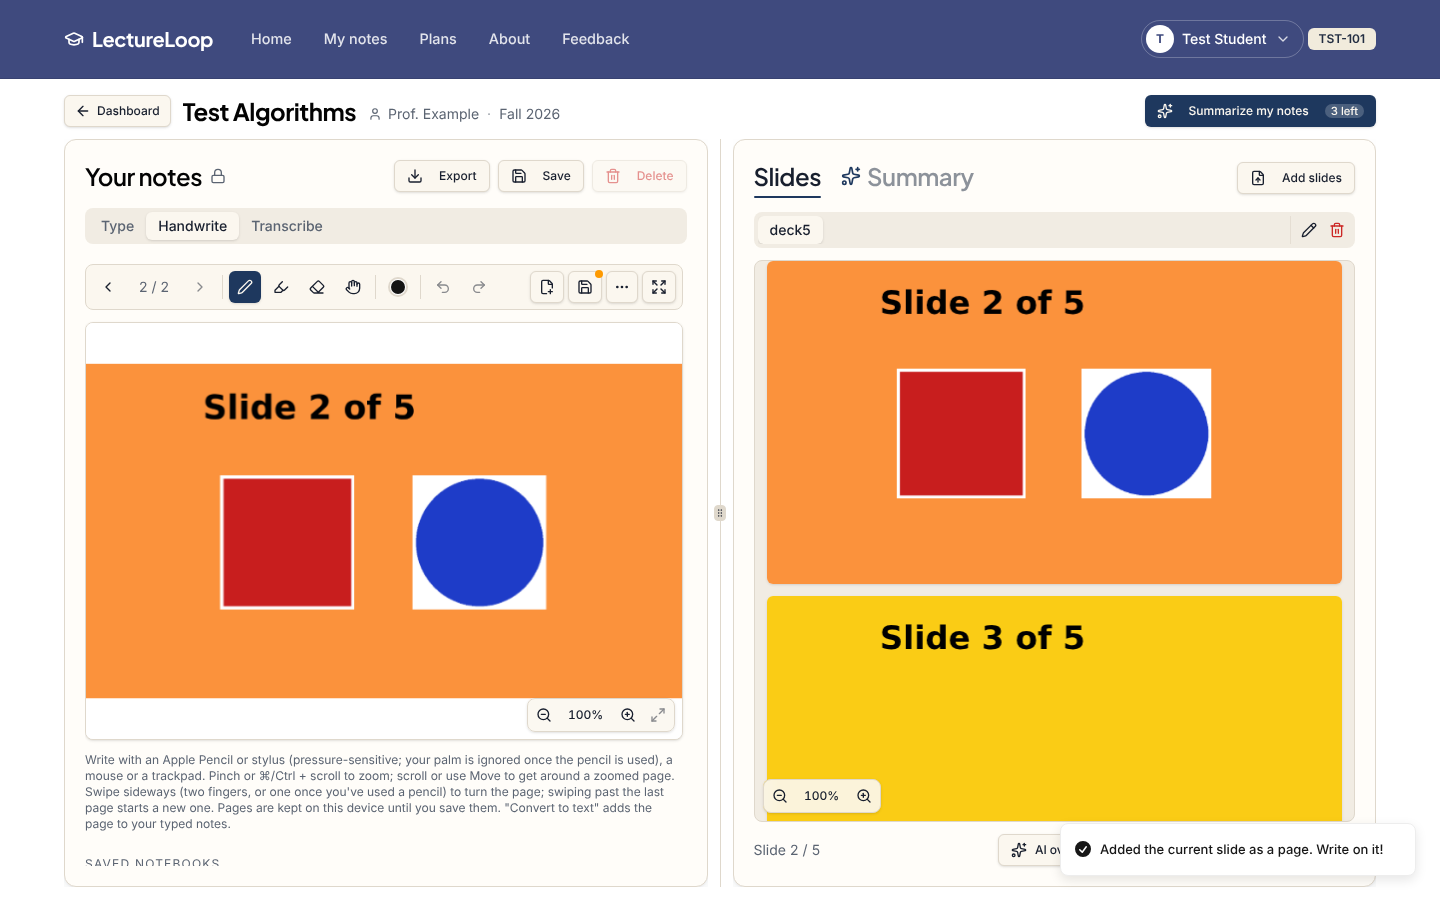 LectureLoop Home My notes Plans About Feedback T Test Student TST-101
Dashboard Test Algorithms Prof. Example · Fall 2026 Summarize my notes 3 left
Your notes Export Save Delete
Type Handwrite Transcribe
2 / 2
Slide 2 of 5
100%
Write with an Apple Pencil or stylus (pressure-sensitive; your palm is ignored once the pencil is used), a
mouse or a trackpad. Pinch or ⌘/Ctrl + scroll to zoom; scroll or use Move to get around a zoomed page.
Swipe sideways (two fingers, or one once you've used a pencil) to turn the page; swiping past the last
page starts a new one. Pages are kept on this device until you save them. "Convert to text" adds the
page to your typed notes.
SAVED NOTEBOOKS
Slides Summary Add slides
deck5
Slide 2 of 5
Slide 3 of 5
100%
Slide 2 / 5 AI
Added the current slide as a page. Write on it!